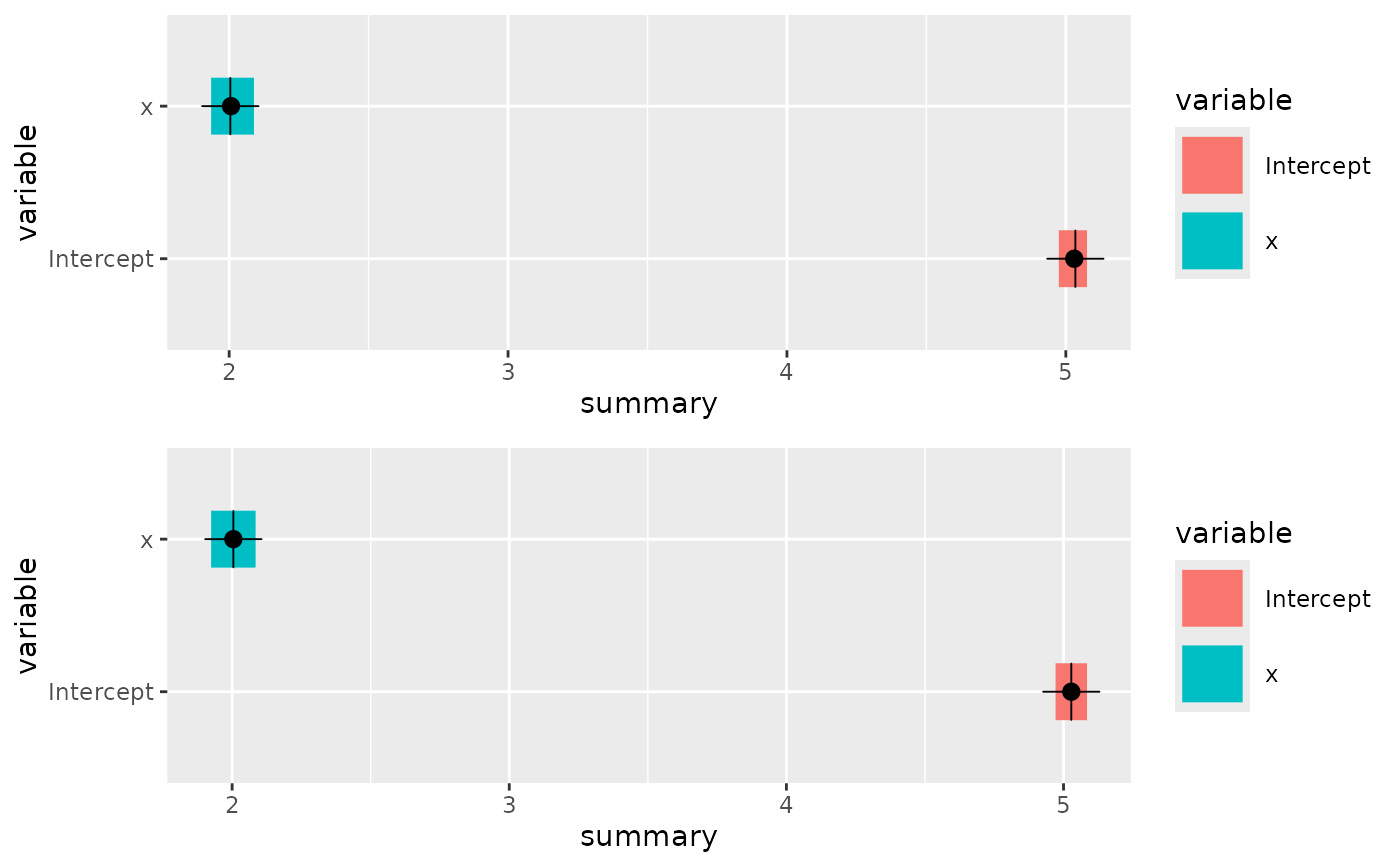 variable
x
Intercept
2 3 4 5
summary
variable
Intercept
x
variable
x
Intercept
2 3 4 5
summary
variable
Intercept
x